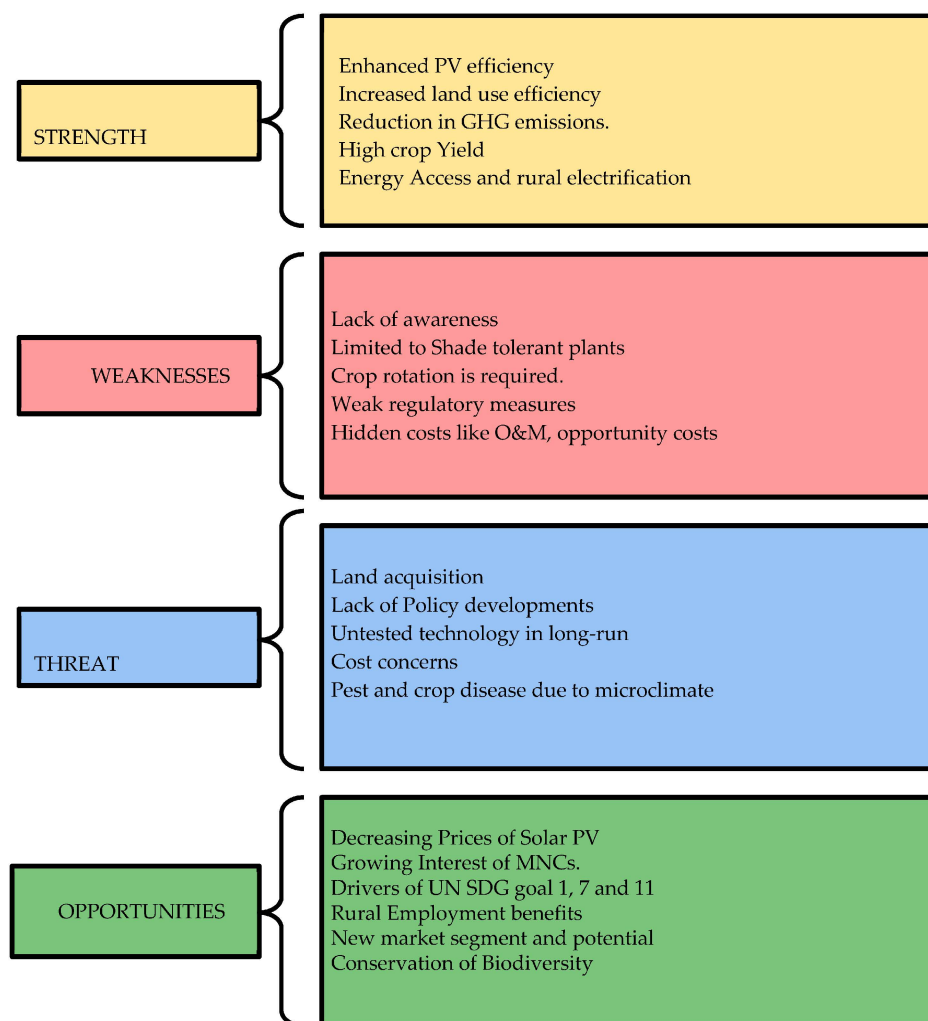 STRENGTH
Enhanced PV efficiency
Increased land use efficiency
Reduction in GHG emissions.
High crop Yield
Energy Access and rural electrification
WEAKNESSES
Lack of awareness
Limited to Shade tolerant plants
Crop rotation is required.
Weak regulatory measures
Hidden costs like O&M, opportunity costs
THREAT
Land acquisition
Lack of Policy developments
Untested technology in long-run
Cost concerns
Pest and crop disease due to microclimate
OPPORTUNITIES
Decreasing Prices of Solar PV
Growing Interest of MNCs.
Drivers of UN SDG goal 1, 7 and 11
Rural Employment benefits
New market segment and potential
Conservation of Biodiversity